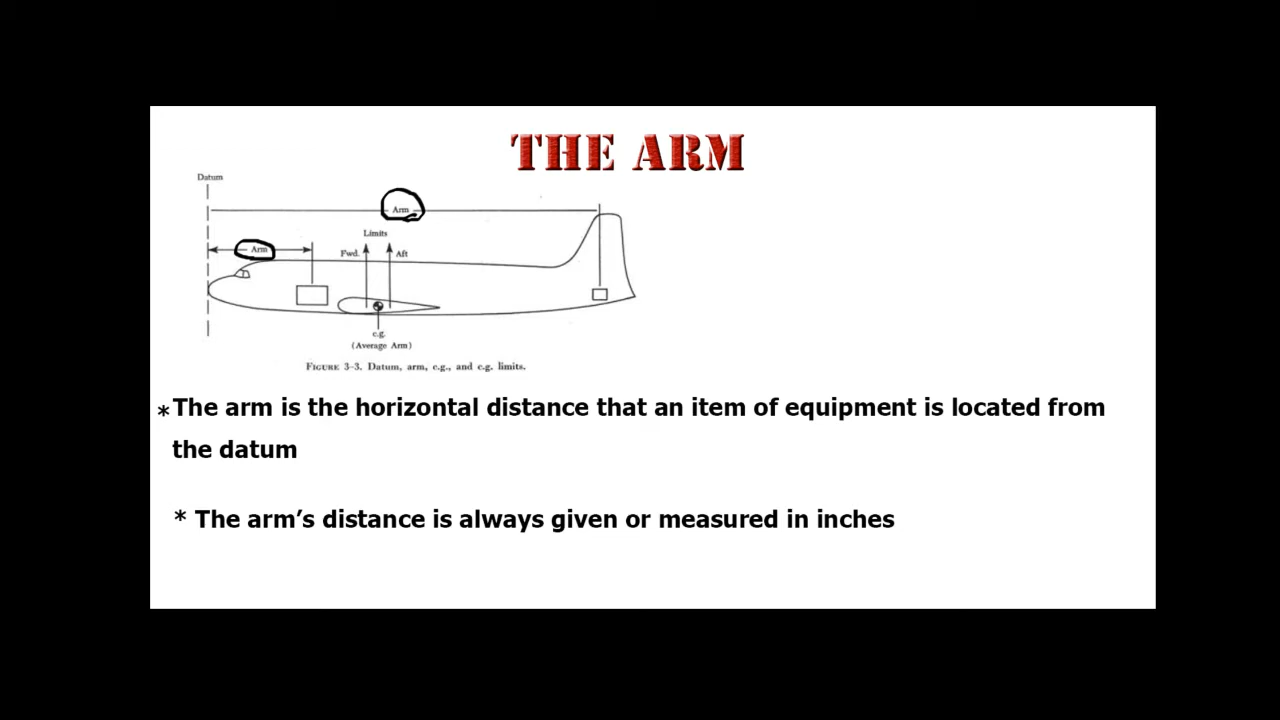 THE ARM
Datum
Arm
Limits
Arm
Fwd.
Aft
c.g.
(Average Arm)
FIGURE 3-3. Datum, arm, c.g., and c.g. limits.
*The arm is the horizontal distance that an item of equipment is located from
the datum
* The arm’s distance is always given or measured in inches